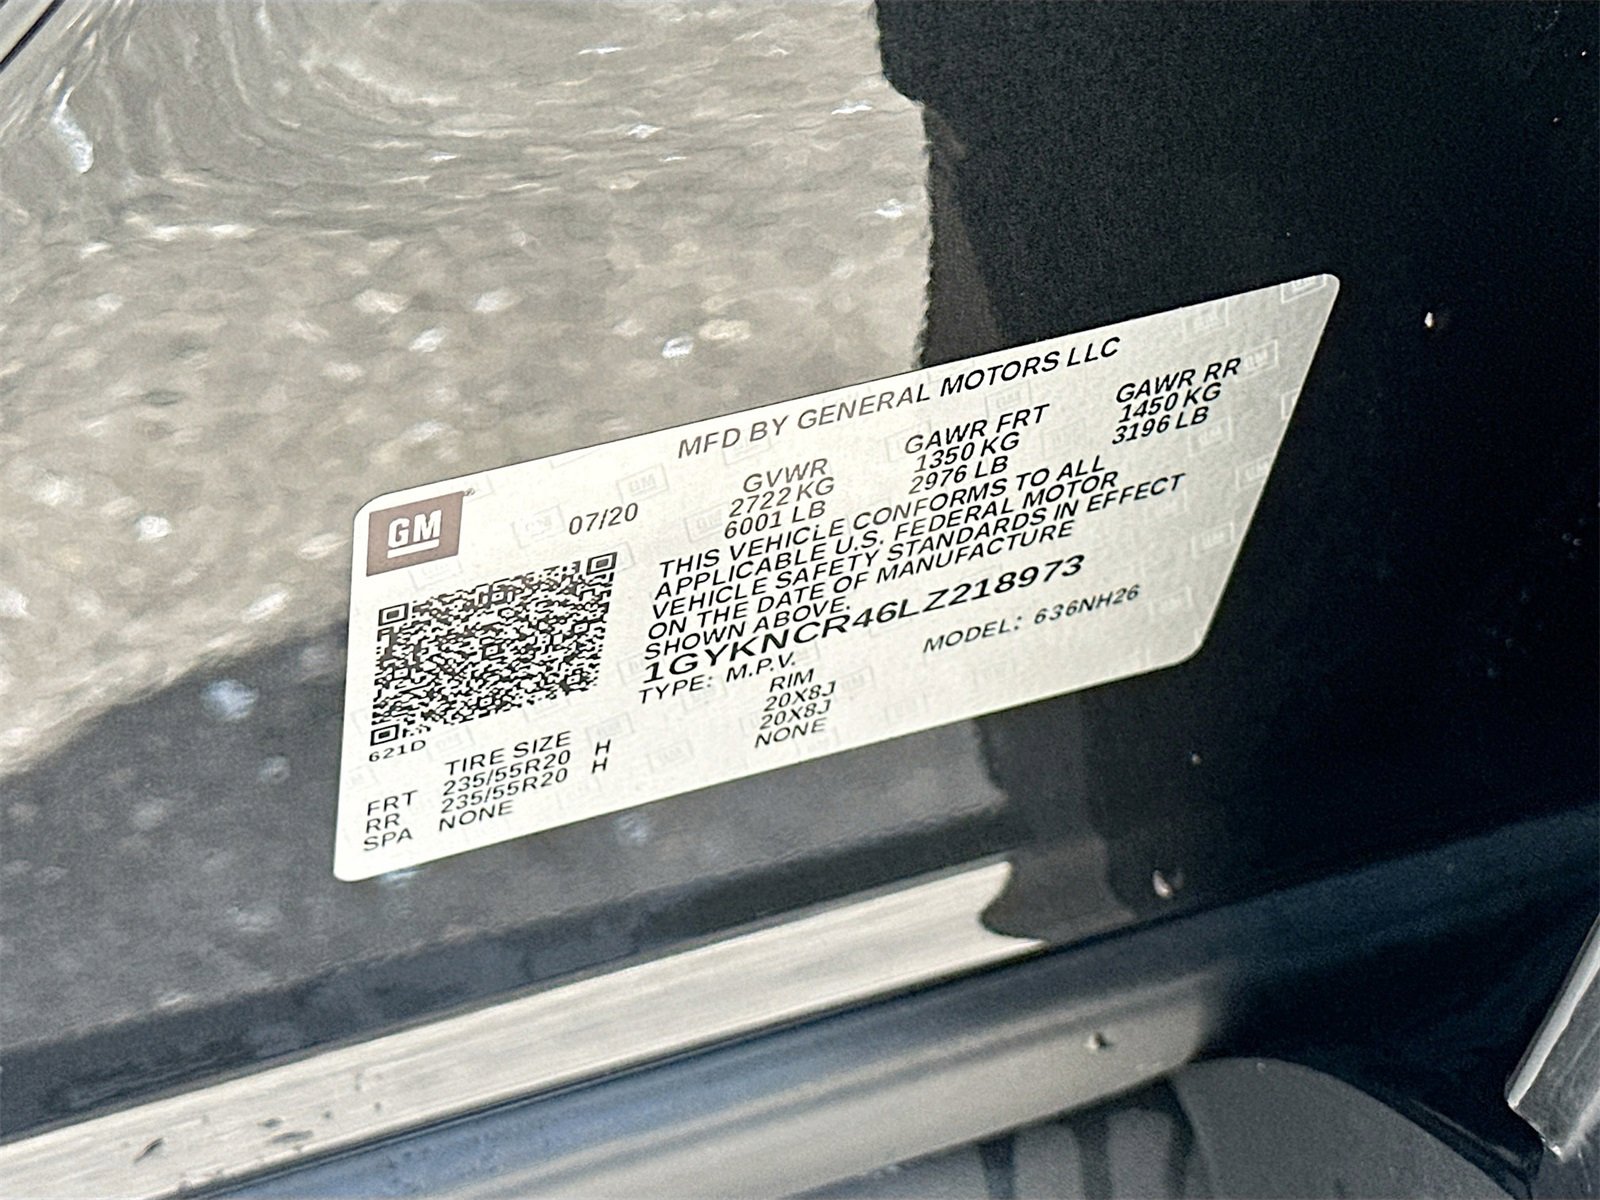 MFD BY GENERAL MOTORS LLC
GM
07/20
GVWR GAWR FRT GAWR RR
2722 KG 1350 KG 1450 KG
6001 LB 2976 LB 3196 LB
THIS VEHICLE CONFORMS TO ALL
APPLICABLE U.S. FEDERAL MOTOR
VEHICLE SAFETY STANDARDS IN EFFECT
ON THE DATE OF MANUFACTURE
SHOWN ABOVE.
1GYKNCR46LZ218973
TYPE: M.P.V. MODEL: 636NH26
621D
TIRE SIZE RIM
FRT 235/55R20 H 20X8J
RR 235/55R20 H 20X8J
SPA NONE NONE